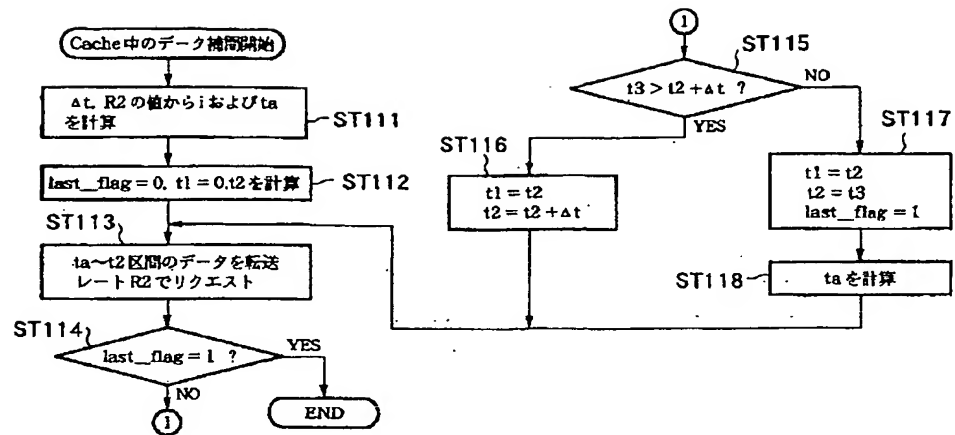 Cache中のデータ補間開始
Δt, R2の値からiおよびta
を計算
ST111
last_flag = 0, t1 = 0,t2を計算
ST112
ST113
ta~t2区間のデータを転送
レートR2でリクエスト
ST114
last_flag = 1 ?
YES
NO
1
END
1
ST115
t3 > t2 + Δt ?
NO
YES
ST116
t1 = t2
t2 = t2 + Δt
ST117
t1 = t2
t2 = t3
last_flag = 1
ST118
taを計算